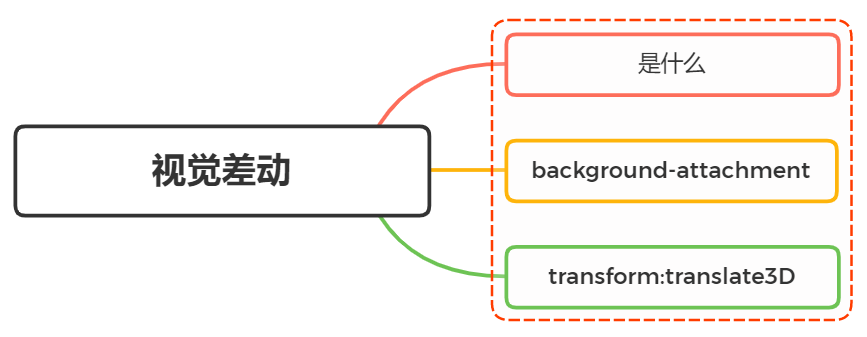 视觉差动
是什么
background-attachment
transform:translate3D